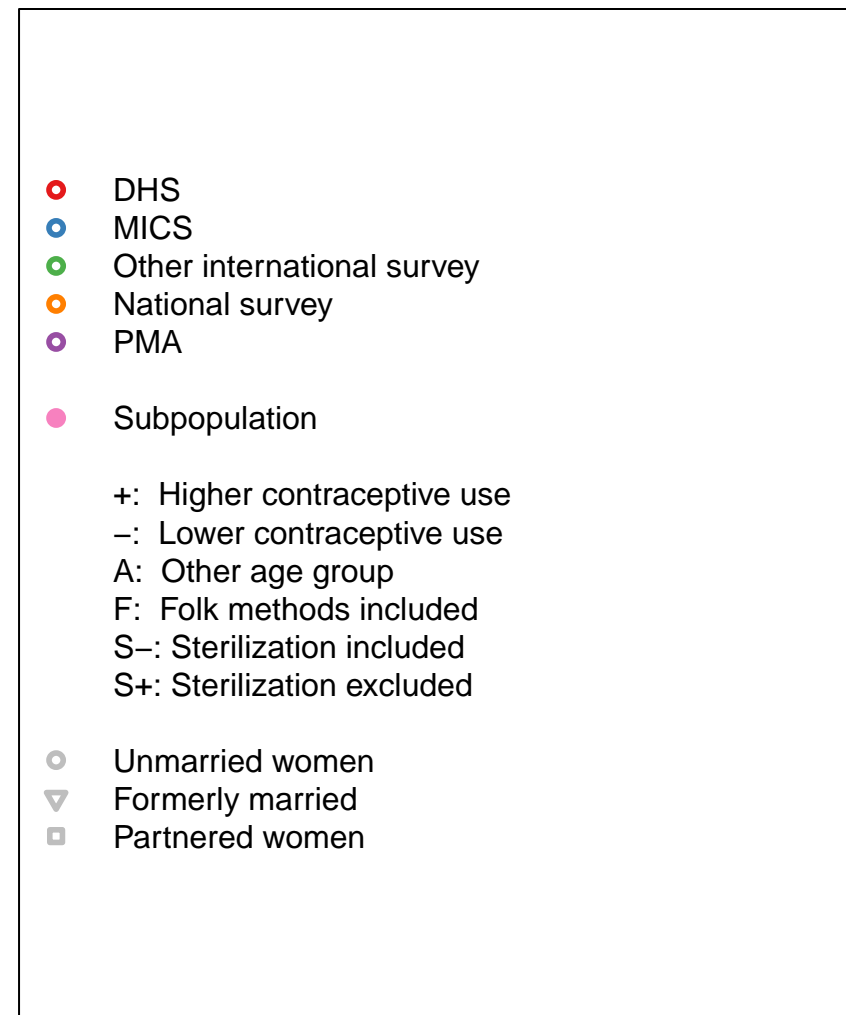 DHS
MICS
Other international survey
National survey
PMA
Subpopulation
+: Higher contraceptive use
−: Lower contraceptive use
A: Other age group
F: Folk methods included
S−: Sterilization included
S+: Sterilization excluded
Unmarried women
Formerly married
Partnered women